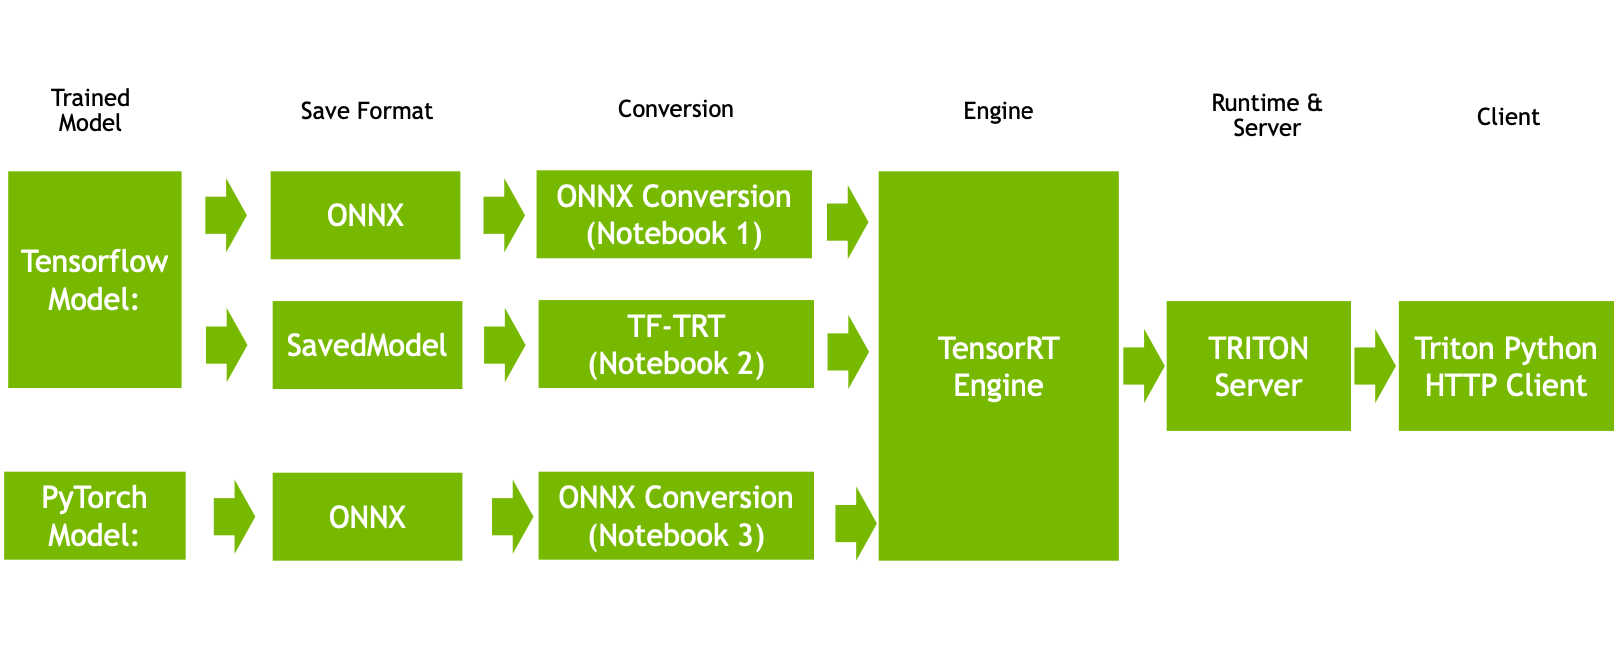 Trained
Model
Save Format
Conversion
Engine
Runtime &
Server
Client
Tensorflow
Model:
ONNX
ONNX Conversion
(Notebook 1)
SavedModel
TF-TRT
(Notebook 2)
PyTorch
Model:
ONNX
ONNX Conversion
(Notebook 3)
TensorRT
Engine
TRITON
Server
Triton Python
HTTP Client